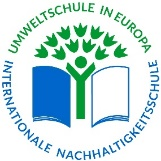 UMWELTSCHULE IN EUROPA
INTERNATIONALE NACHHALTIGKEITSSCHULE